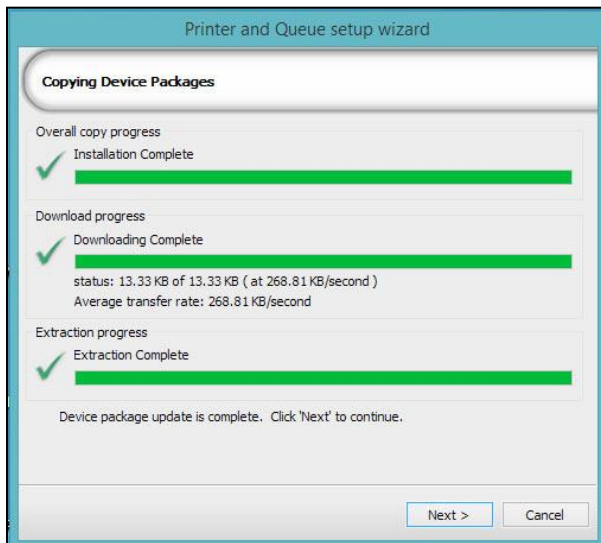 Printer and Queue setup wizard
Copying Device Packages
Overall copy progress
Installation Complete
Download progress
Downloading Complete
status: 13.33 KB of 13.33 KB ( at 268.81 KB/second )
Average transfer rate: 268.81 KB/second
Extraction progress
Extraction Complete
Device package update is complete. Click 'Next' to continue.
Next >
Cancel